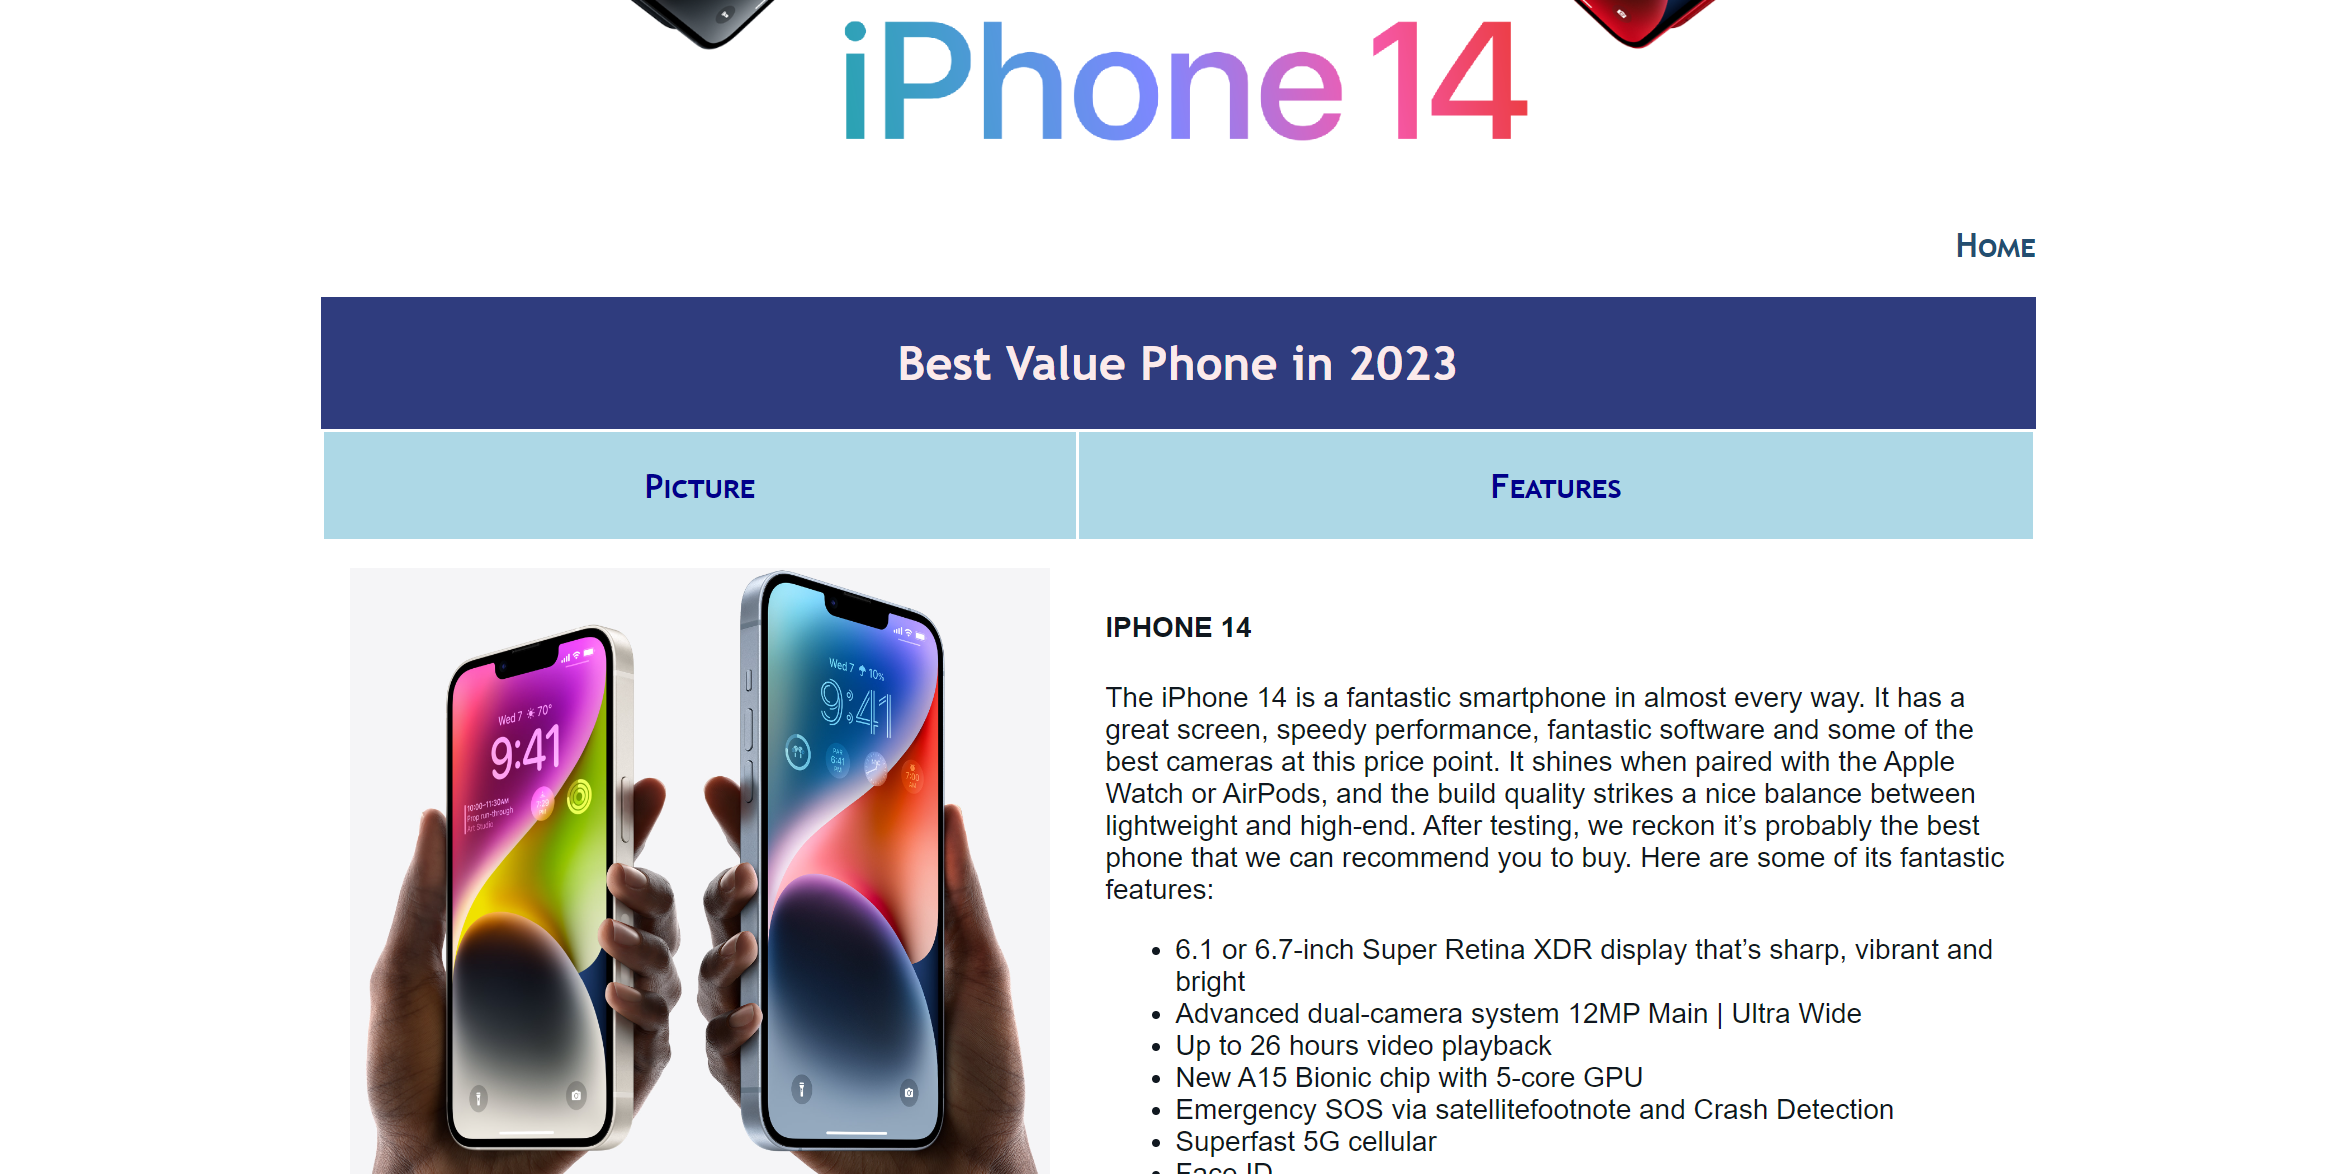 iPhone 14
Home
Best Value Phone in 2023
Picture
Features
Wed 7 70°
9:41
10:00–11:30AM
Prop run-through
Art Studio
Wed 7 10%
9:41
6:41
7:00
IPHONE 14
The iPhone 14 is a fantastic smartphone in almost every way. It has a
great screen, speedy performance, fantastic software and some of the
best cameras at this price point. It shines when paired with the Apple
Watch or AirPods, and the build quality strikes a nice balance between
lightweight and high-end. After testing, we reckon it’s probably the best
phone that we can recommend you to buy. Here are some of its fantastic
features:
• 6.1 or 6.7-inch Super Retina XDR display that’s sharp, vibrant and
bright
• Advanced dual-camera system 12MP Main | Ultra Wide
• Up to 26 hours video playback
• New A15 Bionic chip with 5-core GPU
• Emergency SOS via satellitefootnote and Crash Detection
• Superfast 5G cellular
• Face ID